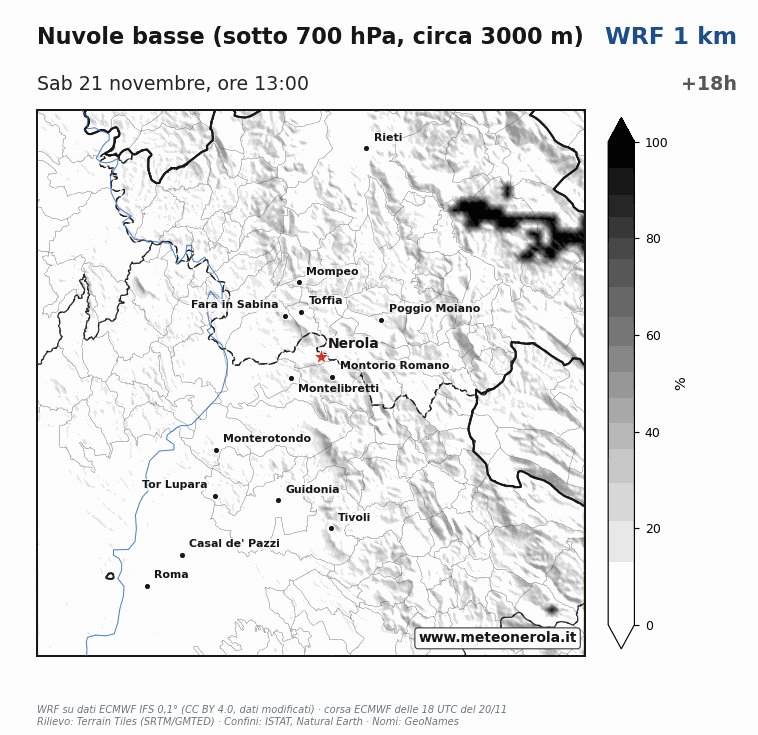 Nuvole basse (sotto 700 hPa, circa 3000 m) WRF 1 km
Sab 21 novembre, ore 13:00 +18h
Rieti
Mompeo
Fara in Sabina
Toffia
Poggio Moiano
Nerola
Montorio Romano
Montelibretti
Monterotondo
Tor Lupara
Guidonia
Tivoli
Casal de' Pazzi
Roma
www.meteonerola.it
100
80
60
40
20
0
%
WRF su dati ECMWF IFS 0,1° (CC BY 4.0, dati modificati) · corsa ECMWF delle 18 UTC del 20/11
Rilievo: Terrain Tiles (SRTM/GMTED) · Confini: ISTAT, Natural Earth · Nomi: GeoNames